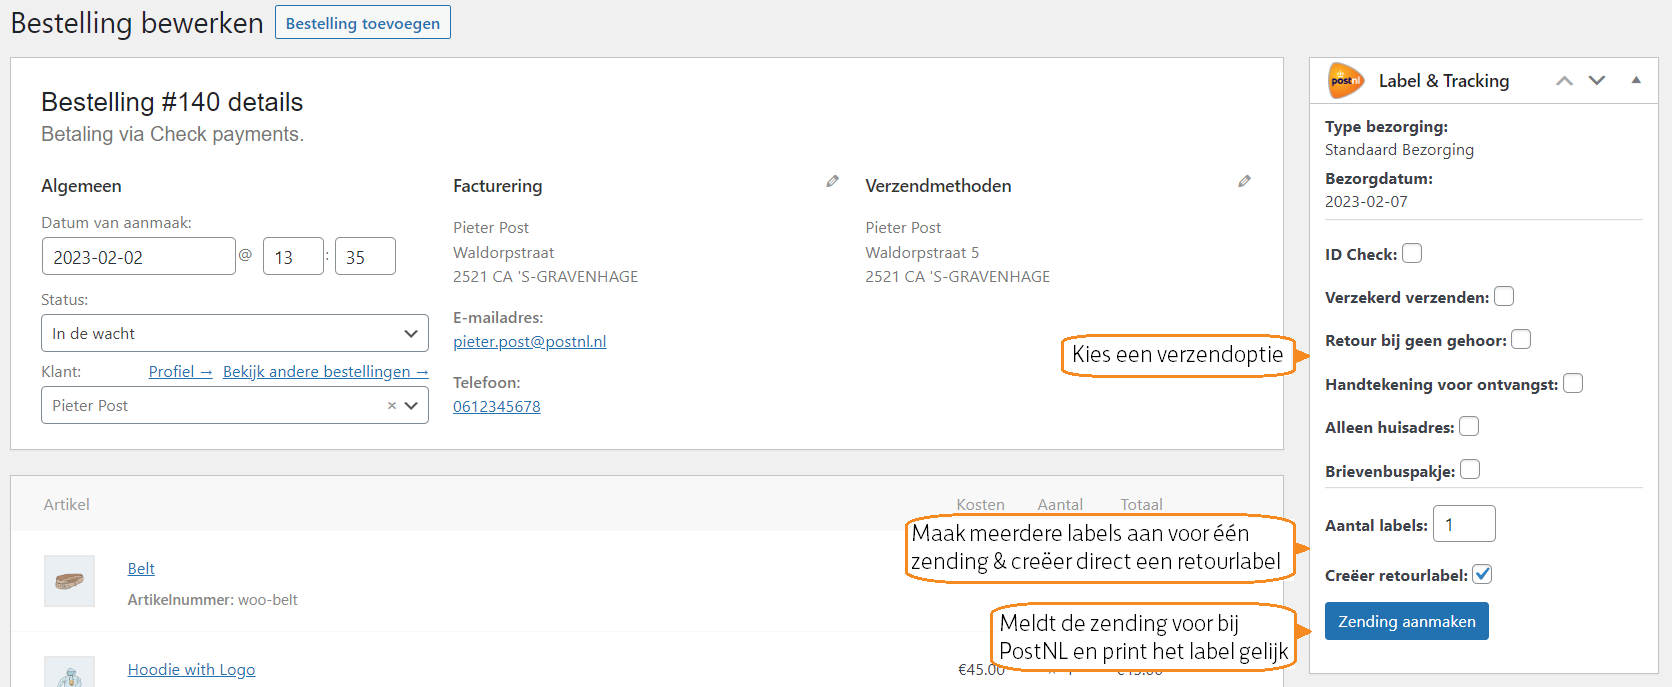 Bestelling bewerken
Bestelling toevoegen
Bestelling #140 details
Betaling via Check payments.
Algemeen
Datum van aanmaak:
2023-02-02 @ 13 : 35
Status:
In de wacht
Klant: Profiel → Bekijk andere bestellingen →
Pieter Post ×
Facturering
Pieter Post
Waldorpstraat
2521 CA 'S-GRAVENHAGE
E-mailadres:
pieter.post@postnl.nl
Telefoon:
0612345678
Verzendmethoden
Pieter Post
Waldorpstraat 5
2521 CA 'S-GRAVENHAGE
Kies een verzendoptie
Artikel Kosten Aantal Totaal
Maak meerdere labels aan voor één
zending & creëer direct een retourlabel
Belt
Artikelnummer: woo-belt
Meldt de zending voor bij
PostNL en print het label gelijk
Hoodie with Logo
€45.00
postnl
Label & Tracking
Type bezorging:
Standaard Bezorging
Bezorgdatum:
2023-02-07
ID Check:
Verzekerd verzenden:
Retour bij geen gehoor:
Handtekening voor ontvangst:
Alleen huisadres:
Brievenbuspakje:
Aantal labels: 1
Creëer retourlabel:
Zending aanmaken